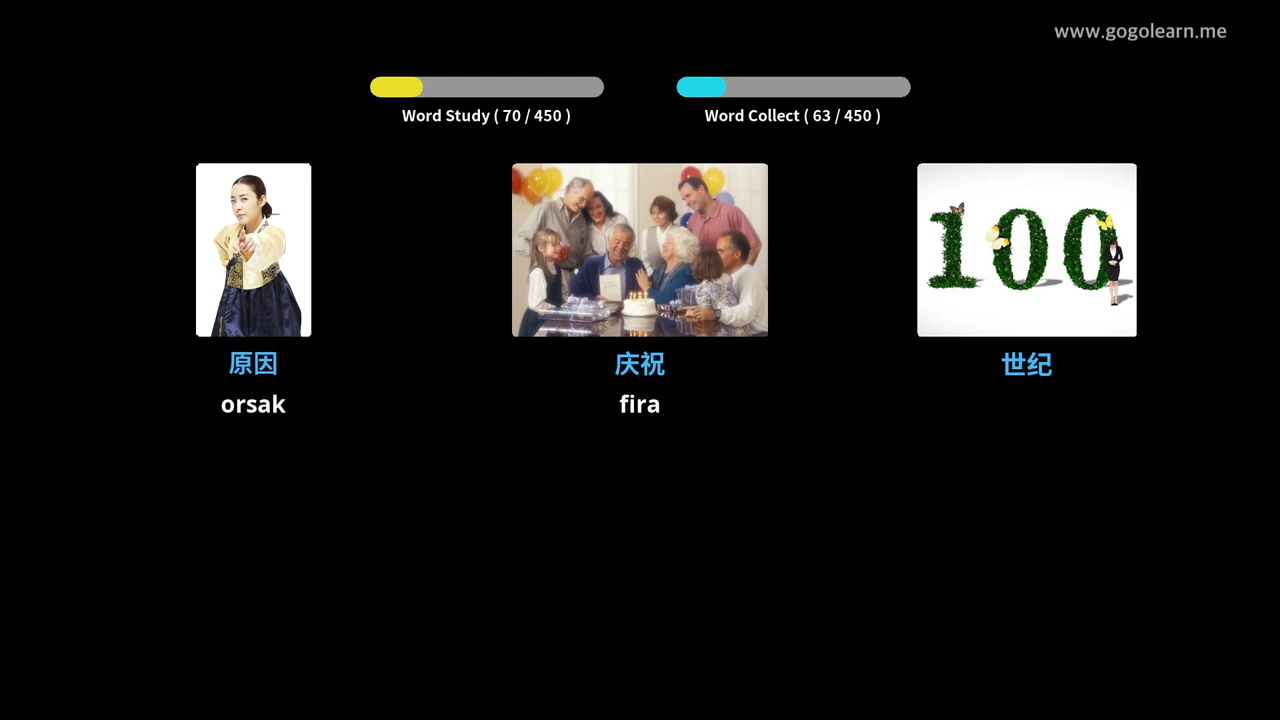 www.gogolearn.me
Word Study ( 70 / 450 )
Word Collect ( 63 / 450 )
原因
庆祝
世纪
orsak
fira